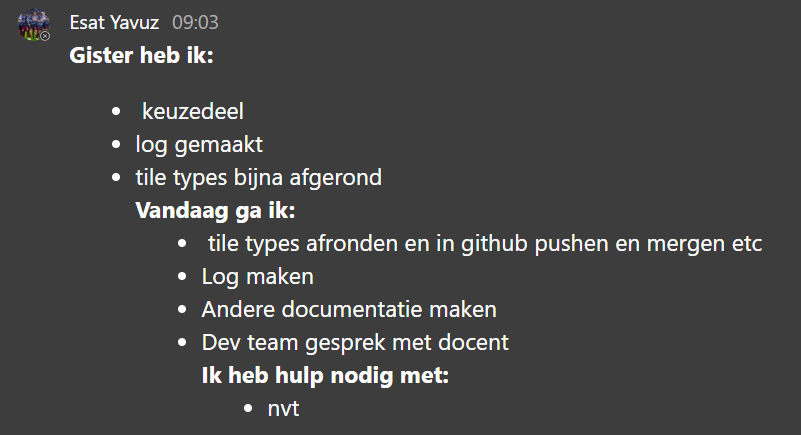 Esat Yavuz 09:03
Gister heb ik:
• keuzedeel
• log gemaakt
• tile types bijna afgerond
Vandaag ga ik:
• tile types afronden en in github pushen en mergen etc
• Log maken
• Andere documentatie maken
• Dev team gesprek met docent
Ik heb hulp nodig met:
• nvt